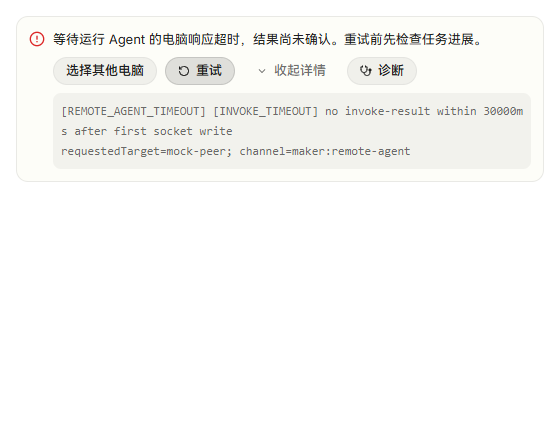 等待运行 Agent 的电脑响应超时，结果尚未确认。重试前先检查任务进展。
选择其他电脑 重试 收起详情 诊断
[REMOTE_AGENT_TIMEOUT] [INVOKE_TIMEOUT] no invoke-result within 30000m
s after first socket write
requestedTarget=mock-peer; channel=maker:remote-agent